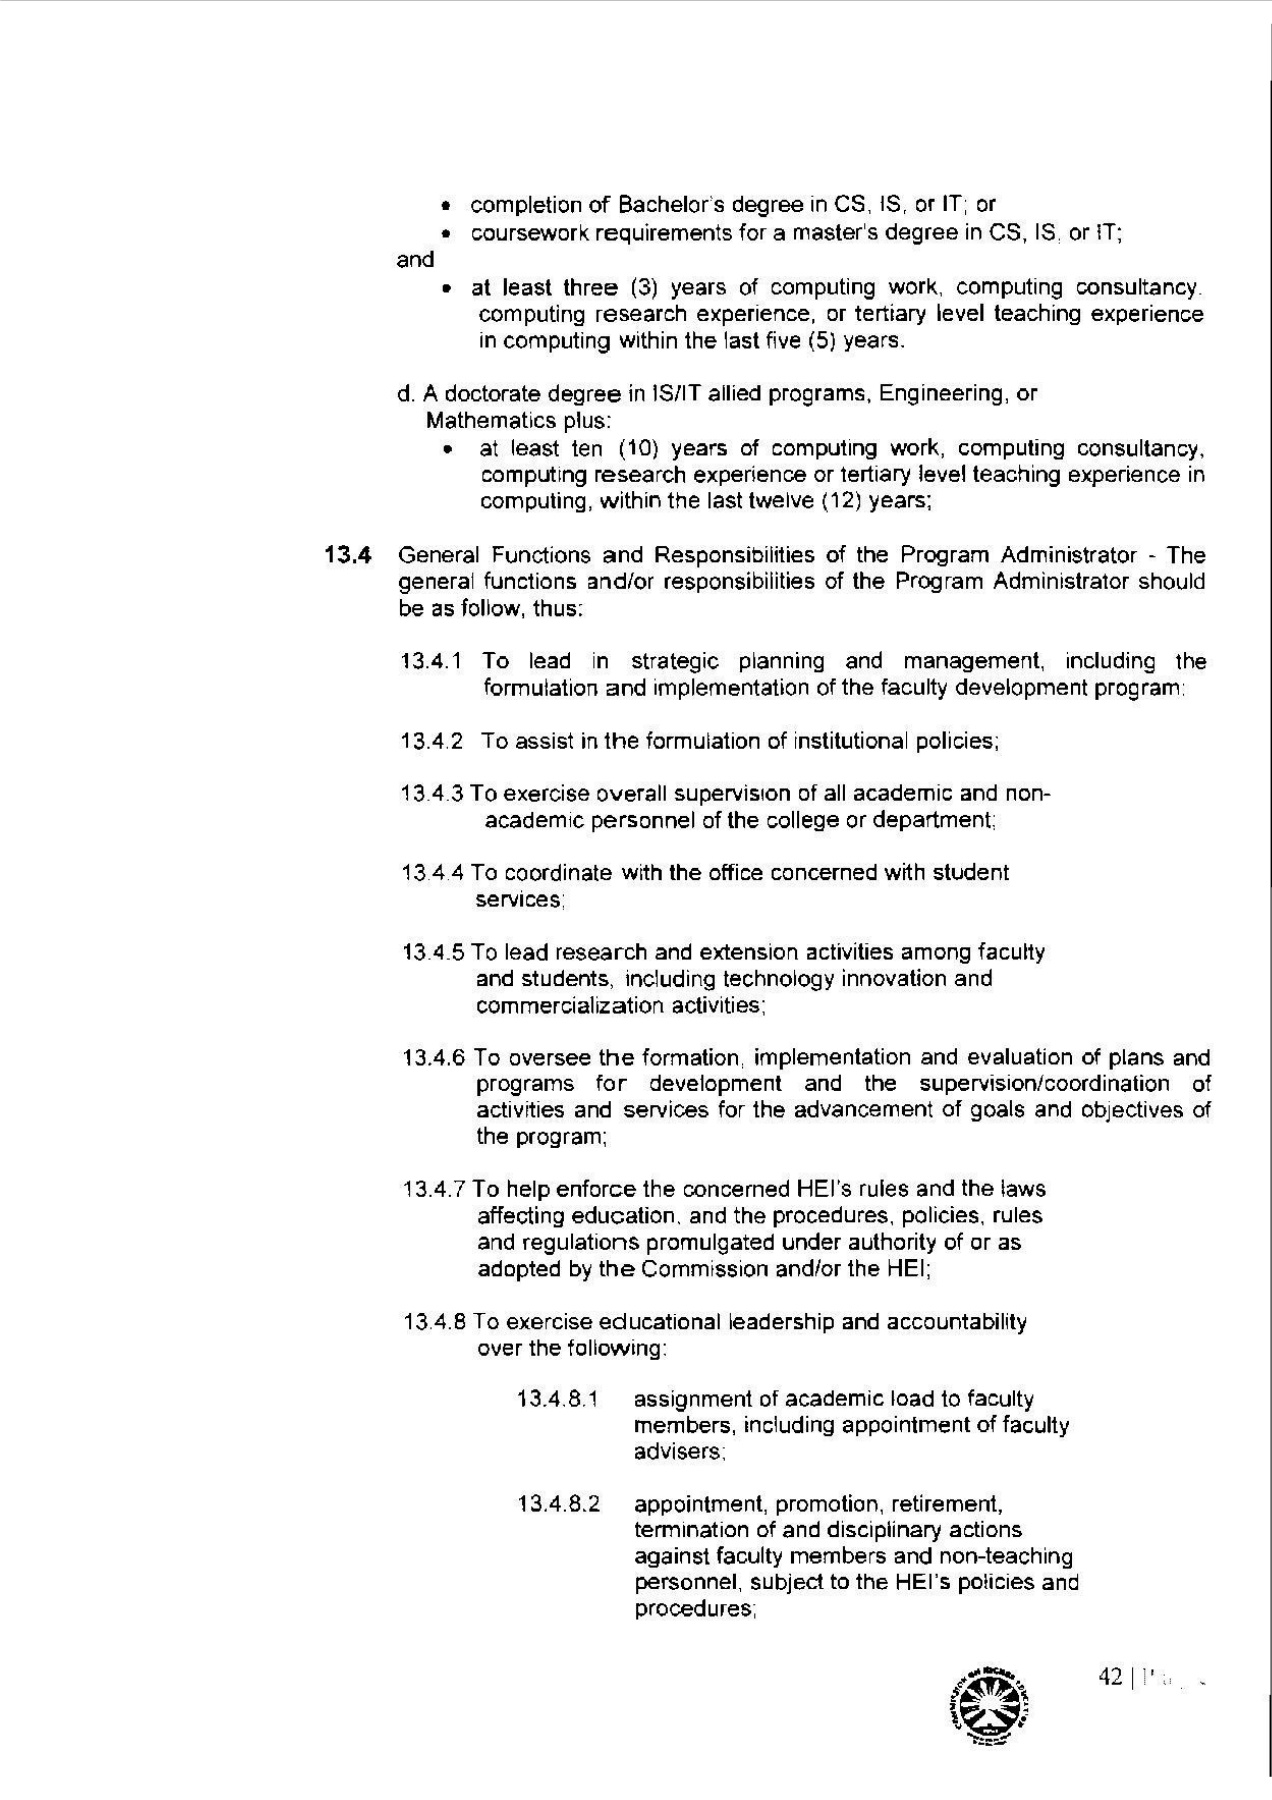 • completion of Bachelor's degree in CS, IS, or IT; or
• coursework requirements for a master's degree in CS, IS, or IT;
and
• at least three (3) years of computing work, computing consultancy.
computing research experience, or tertiary level teaching experience
in computing within the last five (5) years.
d. A doctorate degree in IS/IT allied programs, Engineering, or
Mathematics plus:
• at least ten (10) years of computing work, computing consultancy,
computing research experience or tertiary level teaching experience in
computing, within the last twelve (12) years;
13.4 General Functions and Responsibilities of the Program Administrator - The
general functions and/or responsibilities of the Program Administrator should
be as follow, thus:
13.4.1 To lead in strategic planning and management, including the
formulation and implementation of the faculty development program;
13.4.2 To assist in the formulation of institutional policies;
13.4.3 To exercise overall supervision of all academic and non-
academic personnel of the college or department;
13.4.4 To coordinate with the office concerned with student
services;
13.4.5 To lead research and extension activities among faculty
and students, including technology innovation and
commercialization activities;
13.4.6 To oversee the formation, implementation and evaluation of plans and
programs for development and the supervision/coordination of
activities and services for the advancement of goals and objectives of
the program;
13.4.7 To help enforce the concerned HEI's rules and the laws
affecting education, and the procedures, policies, rules
and regulations promulgated under authority of or as
adopted by the Commission and/or the HEI;
13.4.8 To exercise educational leadership and accountability
over the following:
13.4.8.1 assignment of academic load to faculty
members, including appointment of faculty
advisers;
13.4.8.2 appointment, promotion, retirement,
termination of and disciplinary actions
against faculty members and non-teaching
personnel, subject to the HEI's policies and
procedures;
42 |